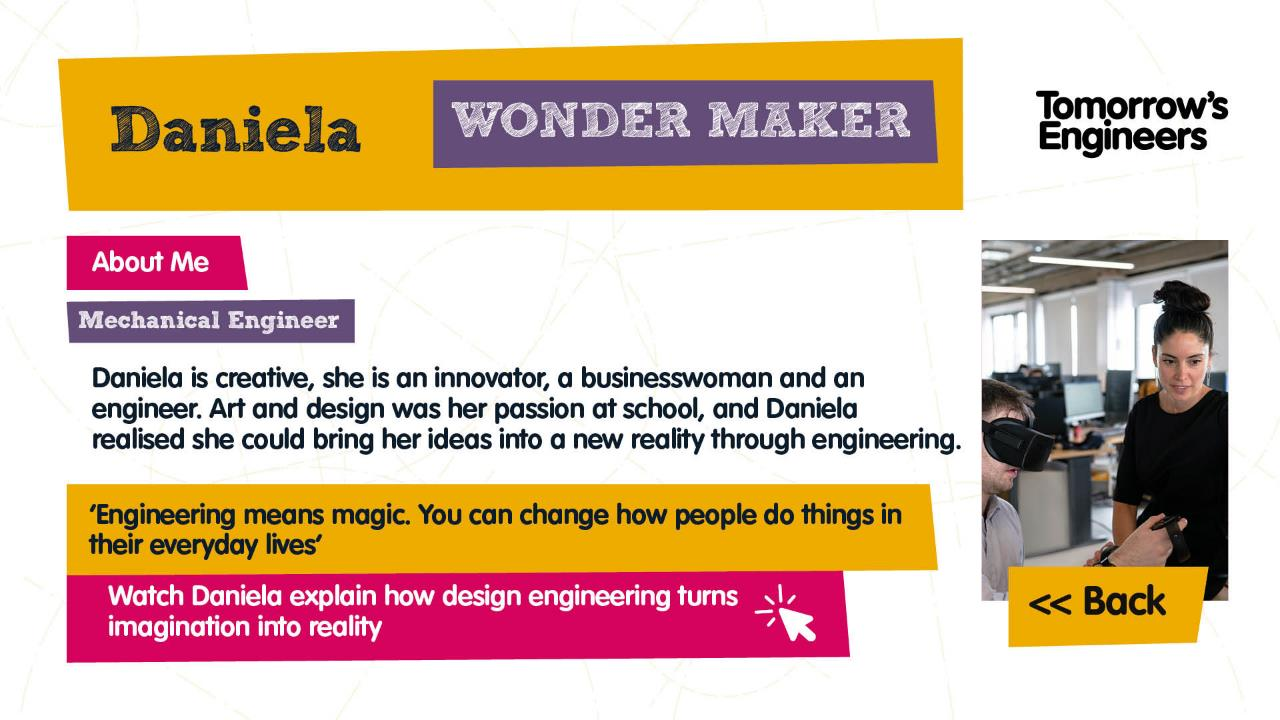 Daniela
WONDER MAKER
Tomorrow's
Engineers
About Me
Mechanical Engineer
Daniela is creative, she is an innovator, a businesswoman and an
engineer. Art and design was her passion at school, and Daniela
realised she could bring her ideas into a new reality through engineering.
‘Engineering means magic. You can change how people do things in
their everyday lives’
Watch Daniela explain how design engineering turns
imagination into reality
<< Back